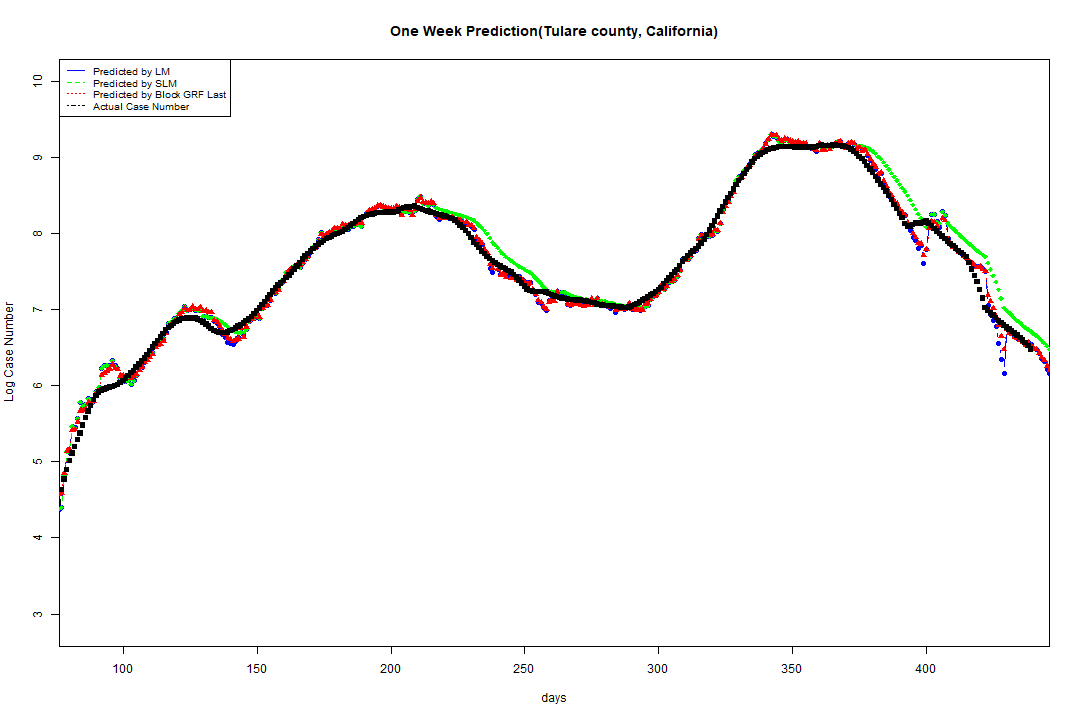 One Week Prediction(Tulare county, California)
Predicted by LM
Predicted by SLM
Predicted by Block GRF Last
Actual Case Number
10
9
8
7
6
5
4
3
Log Case Number
100 150 200 250 300 350 400
days